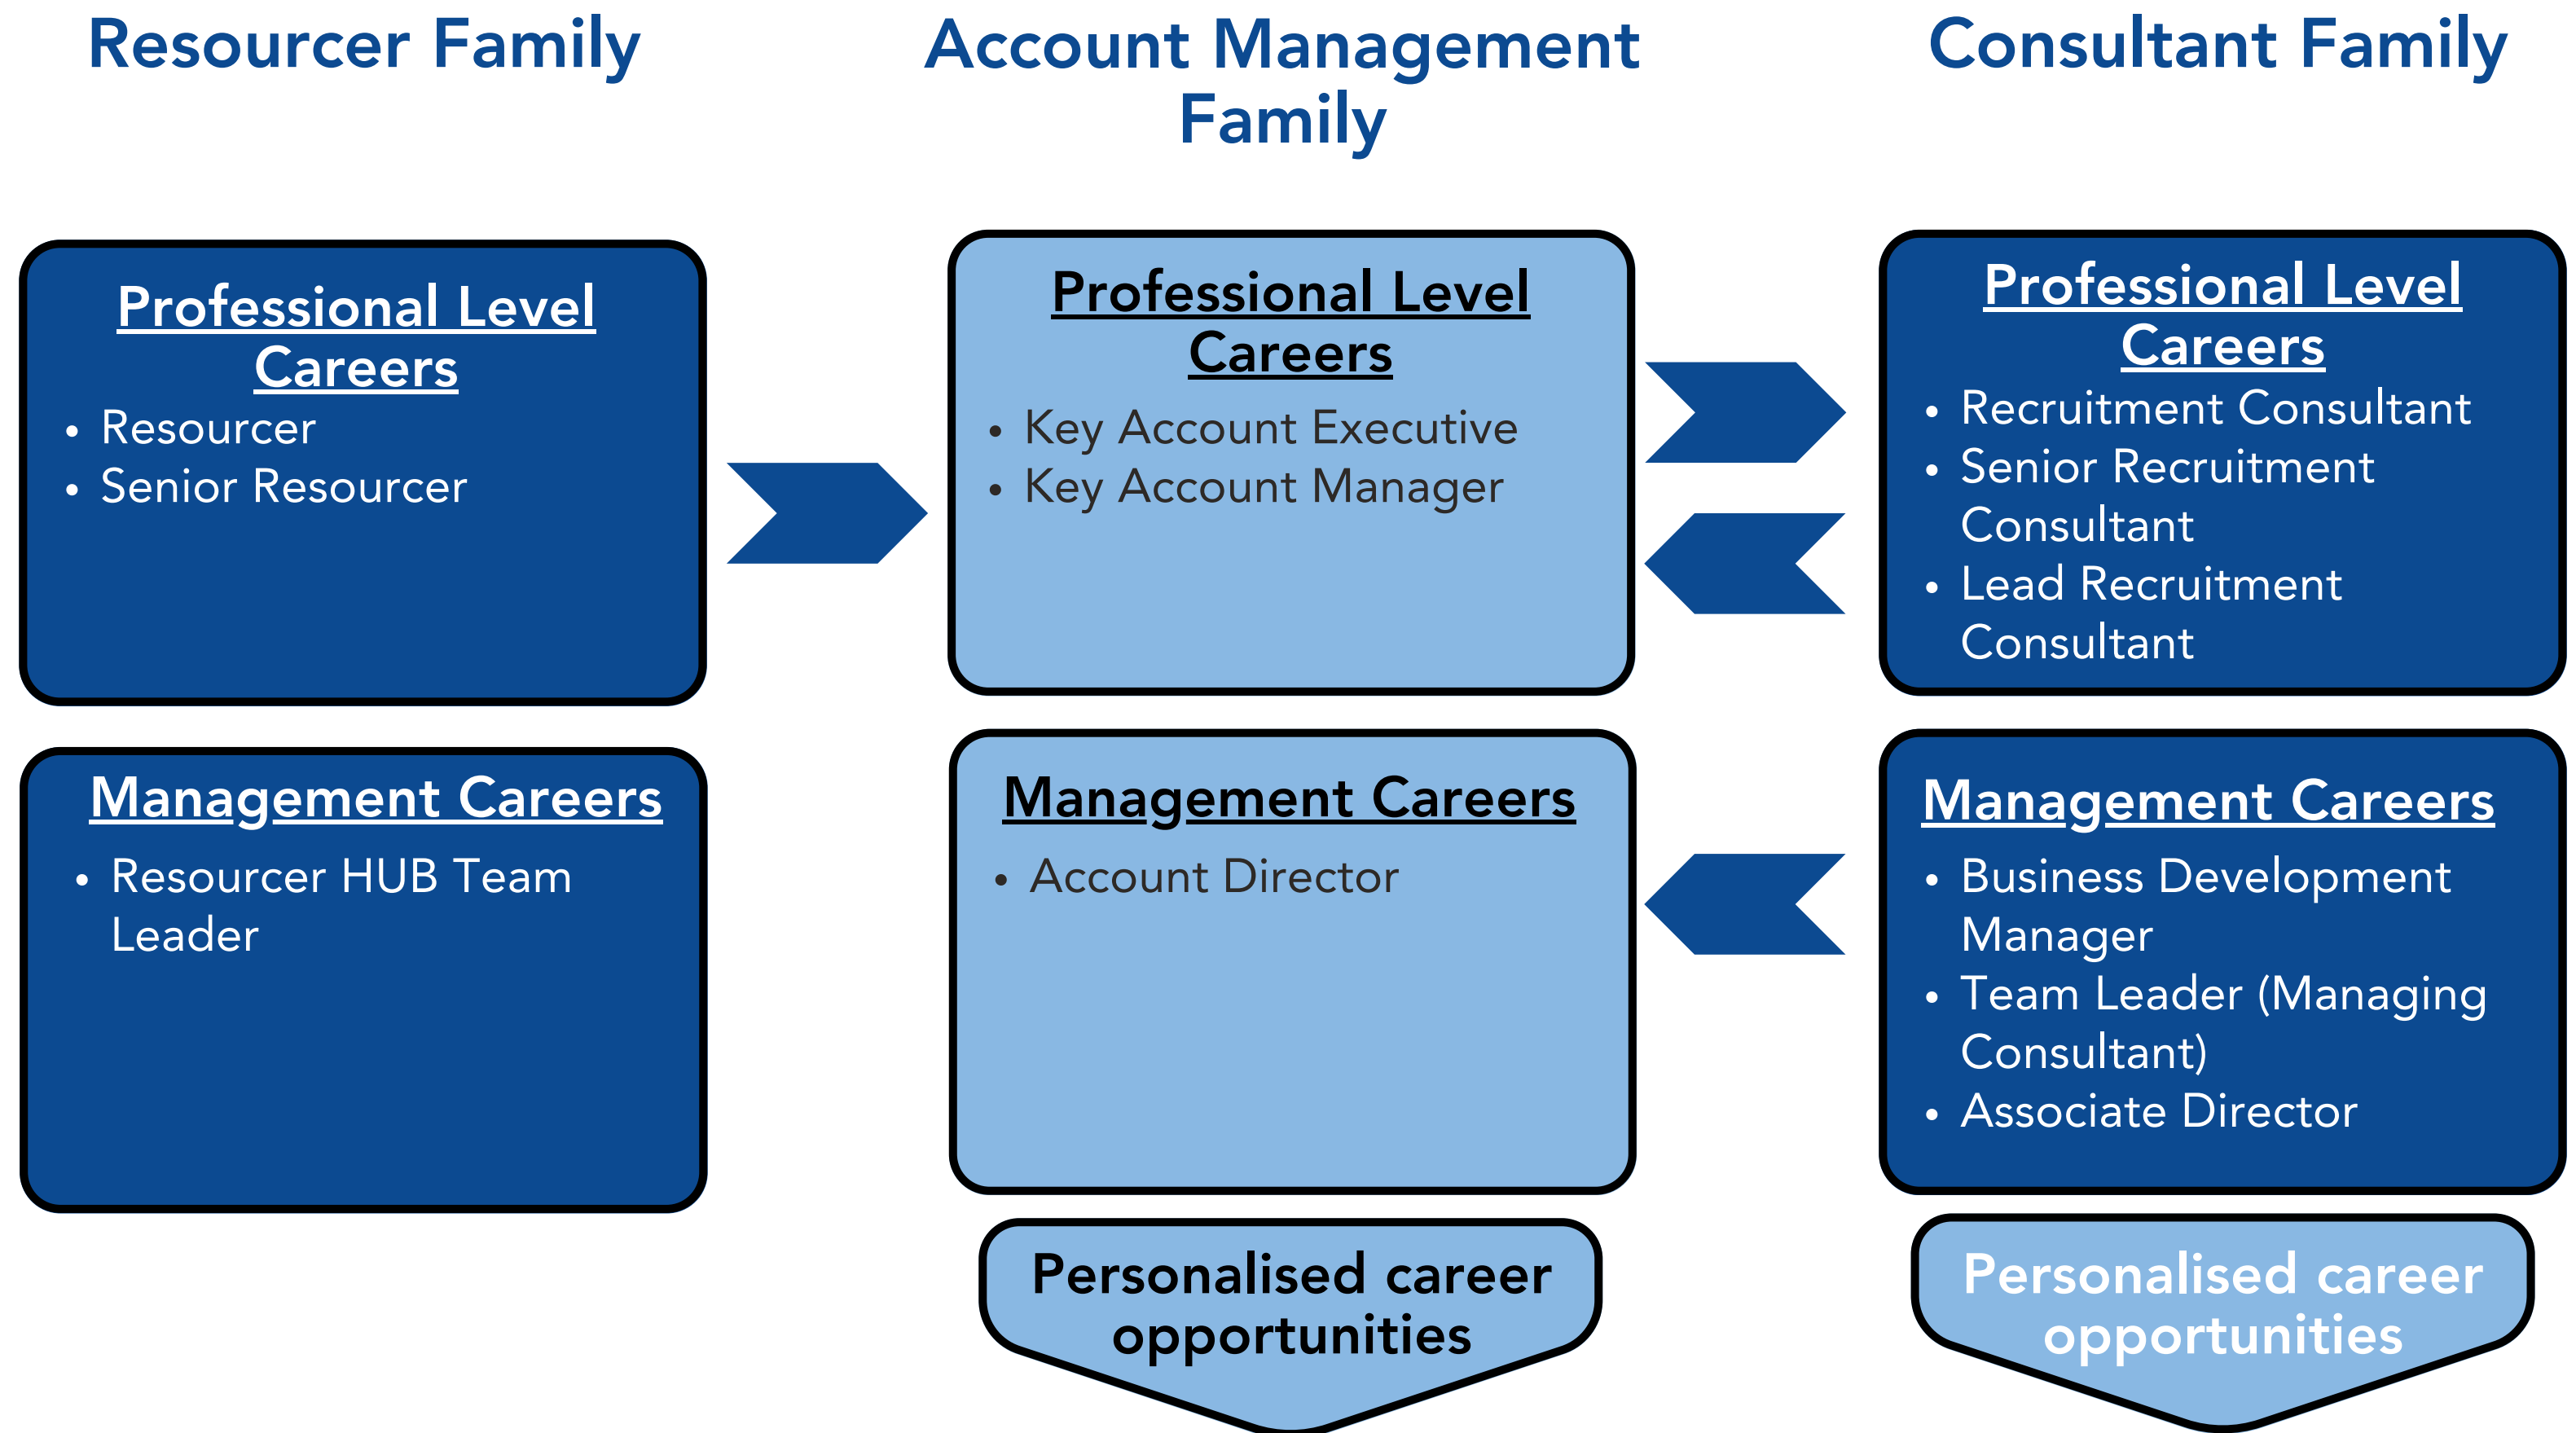 Resourcer Family
Account Management
Family
Consultant Family
Professional Level
Careers
• Resourcer
• Senior Resourcer
Professional Level
Careers
• Key Account Executive
• Key Account Manager
Professional Level
Careers
• Recruitment Consultant
• Senior Recruitment
Consultant
• Lead Recruitment
Consultant
Management Careers
• Resourcer HUB Team
Leader
Management Careers
• Account Director
Management Careers
• Business Development
Manager
• Team Leader (Managing
Consultant)
• Associate Director
Personalised career
opportunities
Personalised career
opportunities